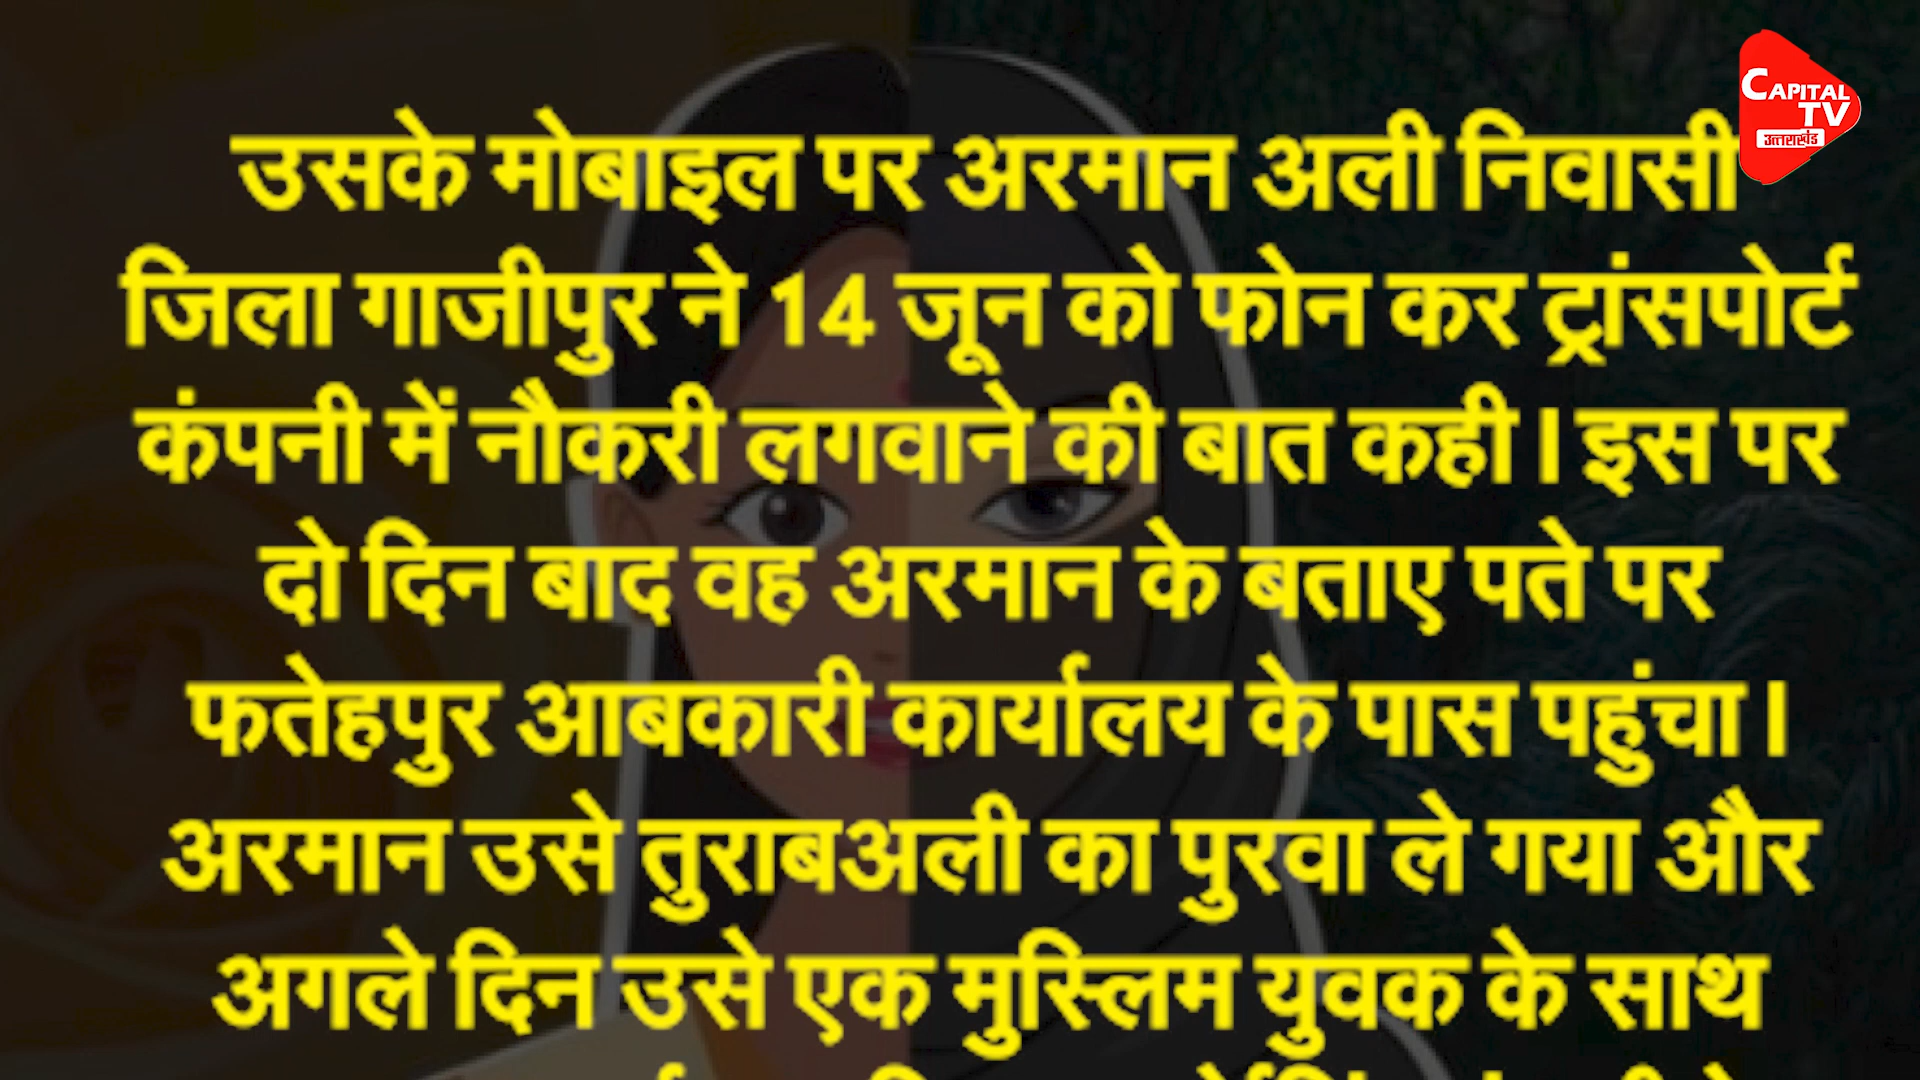 CAPITAL
TV
उत्तराखंड
उसके मोबाइल पर अरमान अली निवासी
जिला गाजीपुर ने 14 जून को फोन कर ट्रांसपोर्ट
कंपनी में नौकरी लगवाने की बात कही। इस पर
दो दिन बाद वह अरमान के बताए पते पर
फतेहपुर आबकारी कार्यालय के पास पहुंचा।
अरमान उसे तुराबअली का पुरवा ले गया और
अगले दिन उसे एक मुस्लिम युवक के साथ